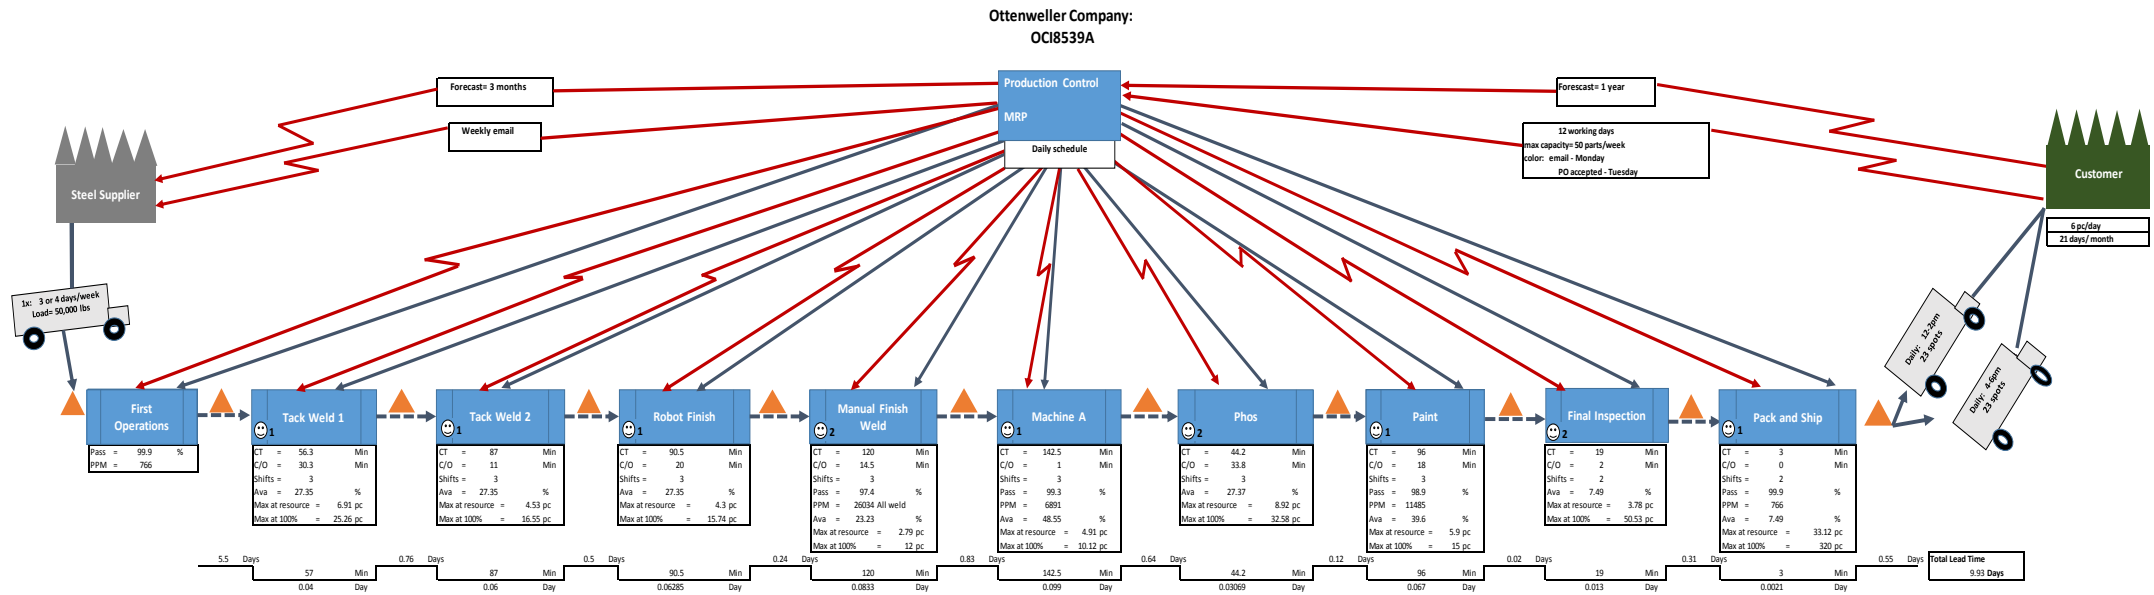 Ottenweller Company:
OCI8539A
Production Control
MRP
Daily schedule
Forecast= 3 months
Weekly email
Forescast= 1 year
12 working days
max capacity= 50 parts/week
color: email - Monday
PO accepted - Tuesday
Steel Supplier
Customer
6 pc/day
21 days/ month
1x: 3 or 4 days/week
Load= 50,000 lbs
Daily: 12-2pm
23 spots
Daily: 4-6pm
23 spots
First
Operations
Pass = 99.9 %
PPM = 766
Tack Weld 1
1
CT = 56.3 Min
C/O = 30.3 Min
Shifts = 3
Ava = 27.35 %
Max at resource = 6.91 pc
Max at 100% = 25.26 pc
Tack Weld 2
1
CT = 87 Min
C/O = 11 Min
Shifts = 3
Ava = 27.35 %
Max at resource = 4.53 pc
Max at 100% = 16.55 pc
Robot Finish
1
CT = 90.5 Min
C/O = 20 Min
Shifts = 3
Ava = 27.35 %
Max at resource = 4.3 pc
Max at 100% = 15.74 pc
Manual Finish
Weld
2
CT = 120 Min
C/O = 14.5 Min
Shifts = 3
Pass = 97.4 %
PPM = 26034 All weld
Ava = 23.23 %
Max at resource = 2.79 pc
Max at 100% = 12 pc
Machine A
1
CT = 142.5 Min
C/O = 1 Min
Shifts = 3
Pass = 99.3 %
PPM = 6891
Ava = 48.55 %
Max at resource = 4.91 pc
Max at 100% = 10.12 pc
Phos
2
CT = 44.2 Min
C/O = 33.8 Min
Shifts = 3
Ava = 27.37 %
Max at resource = 8.92 pc
Max at 100% = 32.58 pc
Paint
1
CT = 96 Min
C/O = 18 Min
Shifts = 3
Pass = 98.9 %
PPM = 11485
Ava = 39.6 %
Max at resource = 5.9 pc
Max at 100% = 15 pc
Final Inspection
2
CT = 19 Min
C/O = 2 Min
Shifts = 2
Ava = 7.49 %
Max at resource = 3.78 pc
Max at 100% = 50.53 pc
Pack and Ship
1
CT = 3 Min
C/O = 0 Min
Shifts = 2
Pass = 99.9 %
PPM = 766
Ava = 7.49 %
Max at resource = 33.12 pc
Max at 100% = 320 pc
5.5 Days 0.76 Days 0.5 Days 0.24 Days 0.83 Days 0.64 Days 0.12 Days 0.02 Days 0.31 Days 0.55 Days
57 Min 87 Min 90.5 Min 120 Min 142.5 Min 44.2 Min 96 Min 19 Min 3 Min
0.04 Day 0.06 Day 0.06285 Day 0.0833 Day 0.099 Day 0.03069 Day 0.067 Day 0.013 Day 0.0021 Day
Total Lead Time
9.93 Days